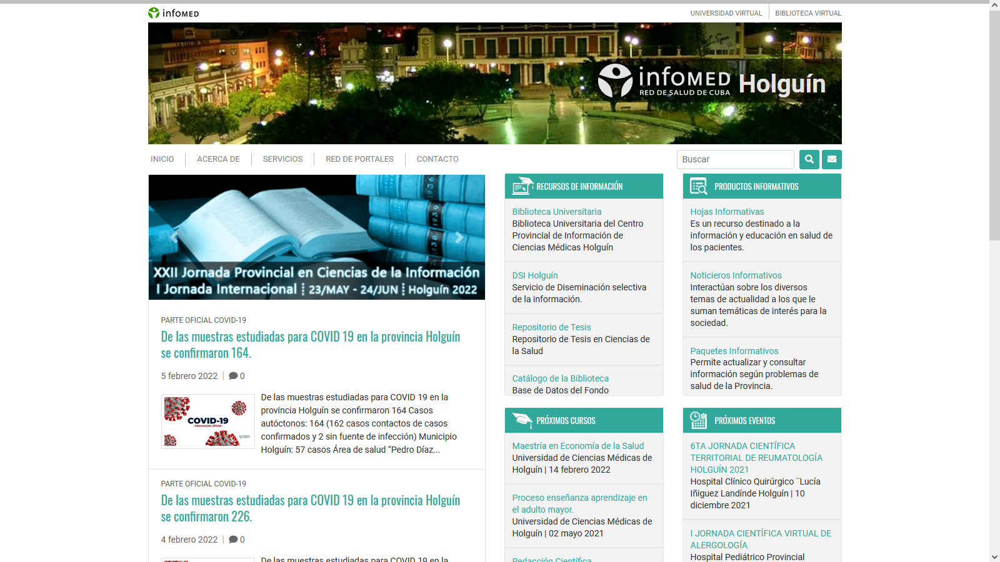 infOMED
UNIVERSIDAD VIRTUAL
BIBLIOTECA VIRTUAL
infOMED
RED DE SALUD DE CUBA
Holguín
INICIO
ACERCA DE
SERVICIOS
RED DE PORTALES
CONTACTO
Buscar
1936
1939
1938
XXII Jornada Provincial en Ciencias de la Información
I Jornada Internacional ┊ 23/MAY - 24/JUN ┊ Holguín 2022
PARTE OFICIAL COVID-19
De las muestras estudiadas para COVID 19 en la provincia Holguín
se confirmaron 164.
5 febrero 2022 | 0
COVID-19
- Información Oficial -
De las muestras estudiadas para COVID 19 en la
provincia Holguín se confirmaron 164 Casos
autóctonos: 164 (162 casos contactos de casos
confirmados y 2 sin fuente de infección) Municipio
Holguín: 57 casos Área de salud “Pedro Díaz...
PARTE OFICIAL COVID-19
De las muestras estudiadas para COVID 19 en la provincia Holguín
se confirmaron 226.
4 febrero 2022 | 0
De las muestras estudiadas para COVID 19 en la
RECURSOS DE INFORMACIÓN
Biblioteca Universitaria
Biblioteca Universitaria del Centro
Provincial de Información de
Ciencias Médicas Holguín
DSI Holguín
Servicio de Diseminación selectiva
de la información.
Repositorio de Tesis
Repositorio de Tesis en Ciencias de
la Salud
Catálogo de la Biblioteca
Base de Datos del Fondo
PRODUCTOS INFORMATIVOS
Hojas Informativas
Es un recurso destinado a la
información y educación en salud de
los pacientes.
Noticieros Informativos
Interactúan sobre los diversos
temas de actualidad a los que le
suman temáticas de interés para la
sociedad.
Paquetes Informativos
Permite actualizar y consultar
información según problemas de
salud de la Provincia.
PRÓXIMOS CURSOS
Maestría en Economía de la Salud
Universidad de Ciencias Médicas de
Holguín | 14 febrero 2022
Proceso enseñanza aprendizaje en
el adulto mayor.
Universidad de Ciencias Médicas de
Holguín | 02 mayo 2021
Redacción Científica
PRÓXIMOS EVENTOS
6TA JORNADA CIENTÍFICA
TERRITORIAL DE REUMATOLOGÍA
HOLGUÍN 2021
Hospital Clínico Quirúrgico ¨Lucía
Iñiguez Landínde Holguín | 10
diciembre 2021
I JORNADA CIENTÍFICA VIRTUAL DE
ALERGOLOGÍA
Hospital Pediátrico Provincial